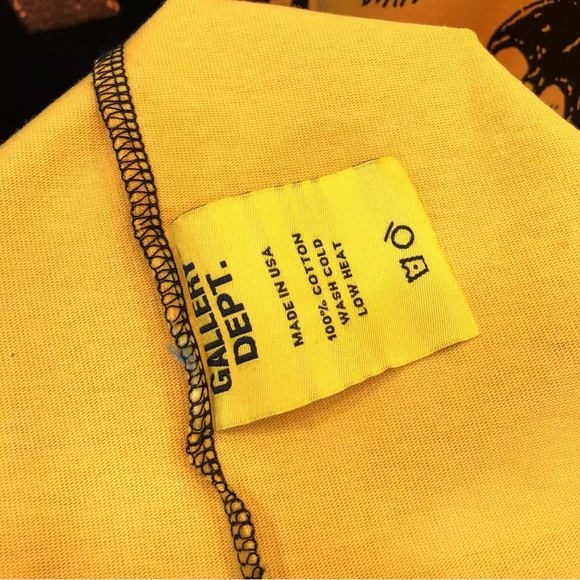 GALLERY
DEPT.
MADE IN USA
100% COTTON
WASH COLD
LOW HEAT